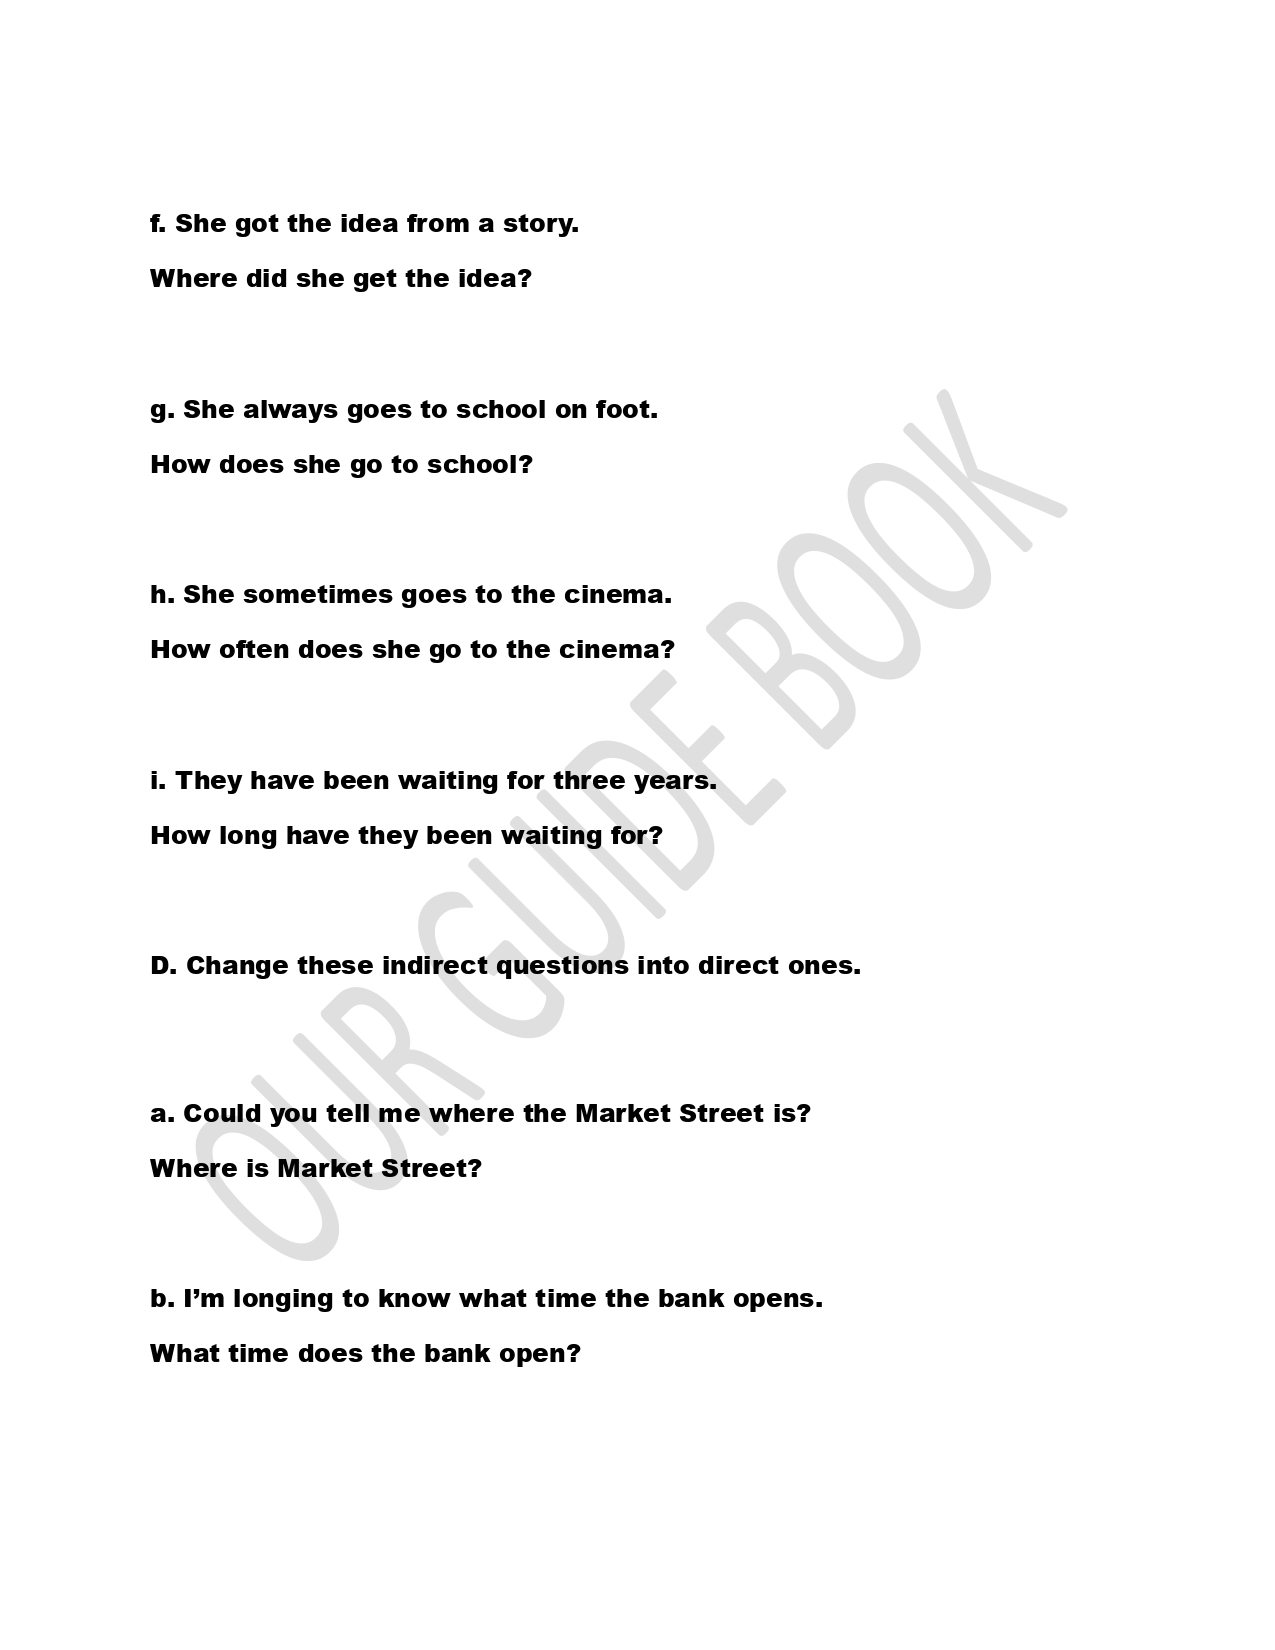 f. She got the idea from a story.
Where did she get the idea?
g. She always goes to school on foot.
How does she go to school?
h. She sometimes goes to the cinema.
How often does she go to the cinema?
i. They have been waiting for three years.
How long have they been waiting for?
D. Change these indirect questions into direct ones.
a. Could you tell me where the Market Street is?
Where is Market Street?
b. I’m longing to know what time the bank opens.
What time does the bank open?
OUR GUIDE BOOK